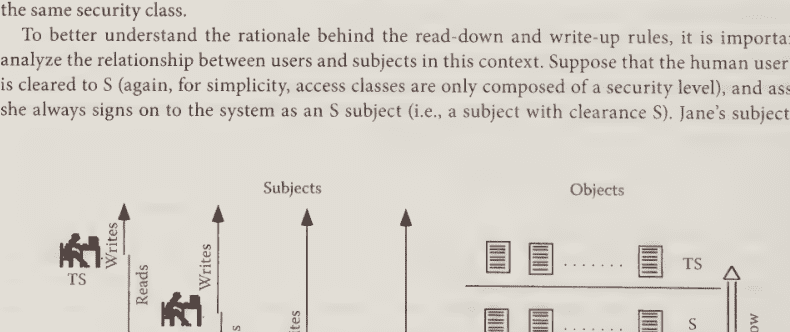 the same security class.
To better understand the rationale behind the read-down and write-up rules, it is
analyze the relationship between users and subjects in this context. Suppose that the human user
is cleared to S (again, for simplicity, access classes are only composed of a security level), and
she always signs on to the system as an S subject (i.e., a subject with clearance S). Jane's subject
Subjects
Objects
Writes
Reads
TS
Writes
TS
S